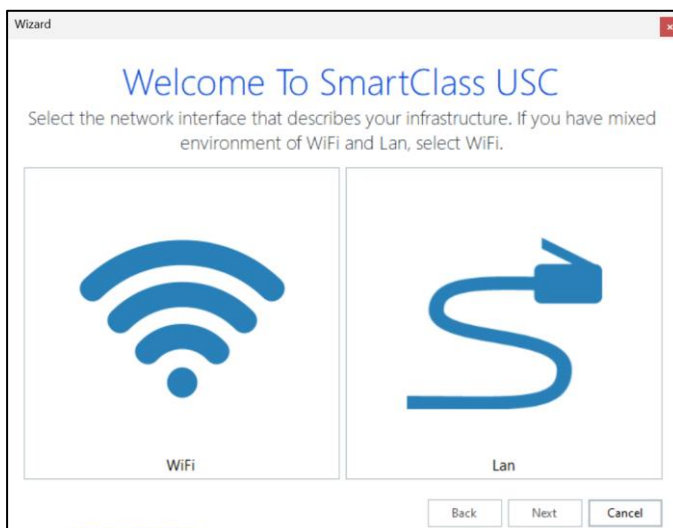 Wizard
Welcome To SmartClass USC
Select the network interface that describes your infrastructure. If you have mixed
environment of WiFi and Lan, select WiFi.
WiFi
Lan
Back
Next
Cancel